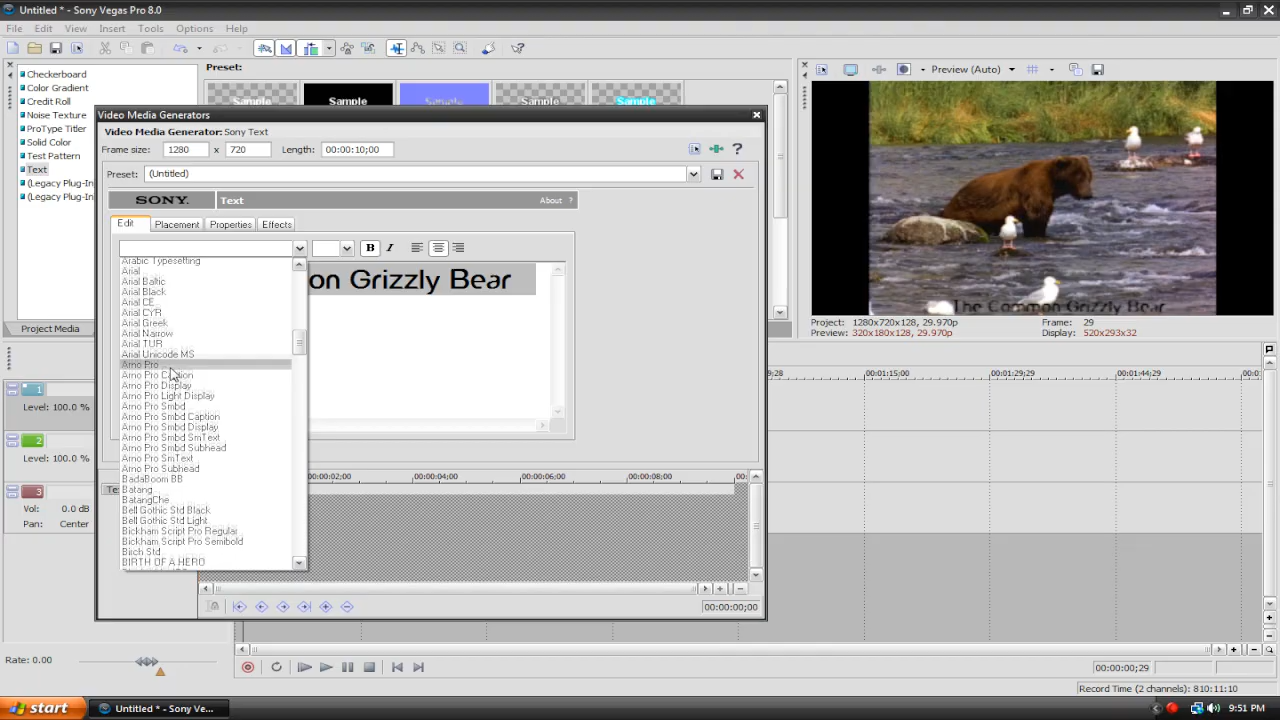 Untitled * - Sony Vegas Pro 8.0
File Edit View Insert Tools Options Help
Checkerboard
Color Gradient
Credit Roll
Noise Texture
ProType Titler
Solid Color
Test Pattern
Text
(Legacy Plug-In
(Legacy Plug-In
Project Media
Preset:
Sample Sample Sample Sample Sample
Preview (Auto)
The Common Grizzly Bear
Project: 1280x720x128, 29.970p Frame: 29
Preview: 320x180x128, 29.970p Display: 520x293x32
Video Media Generators
Video Media Generator: Sony Text
Frame size: 1280 x 720 Length: 00:00:10;00
Preset: (Untitled)
SONY. Text About ?
Edit Placement Properties Effects
B I
on Grizzly Bear
Arabic Typesetting
Arial
Arial Baltic
Arial Black
Arial CE
Arial CYR
Arial Greek
Arial Narrow
Arial TUR
Arial Unicode MS
Arno Pro
Arno Pro Caption
Arno Pro Display
Arno Pro Light Display
Arno Pro Smbd
Arno Pro Smbd Caption
Arno Pro Smbd Display
Arno Pro Smbd SmText
Arno Pro Smbd Subhead
Arno Pro SmText
Arno Pro Subhead
BadaBoom BB
Batang
BatangChe
Bell Gothic Std Black
Bell Gothic Std Light
Bickham Script Pro Regular
Bickham Script Pro Semibold
Birch Std
BIRTH OF A HERO
00:00:02;00 00:00:04;00 00:00:06;00 00:00:08;00 00:
00:00:00;00
1
Level: 100.0 %
2
Level: 100.0 %
3
Vol: 0.0 dB
Pan: Center
Rate: 0.00
00:01:15;00 00:01:29;29 00:01:44;29
00:00:00;29
Record Time (2 channels): 810:11:10
start Untitled * - Sony Ve... 9:51 PM